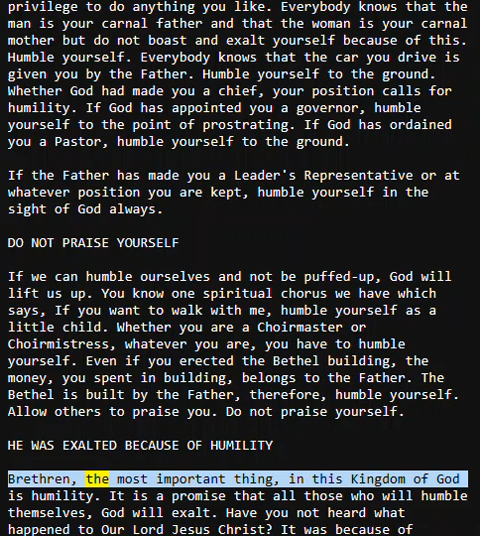 privilege to do anything you like. Everybody knows that the
man is your carnal father and that the woman is your carnal
mother but do not boast and exalt yourself because of this.
Humble yourself. Everybody knows that the car you drive is
given you by the Father. Humble yourself to the ground.
Whether God had made you a chief, your position calls for
humility. If God has appointed you a governor, humble
yourself to the point of prostrating. If God has ordained
you a Pastor, humble yourself to the ground.
If the Father has made you a Leader's Representative or at
whatever position you are kept, humble yourself in the
sight of God always.
DO NOT PRAISE YOURSELF
If we can humble ourselves and not be puffed-up, God will
lift us up. You know one spiritual chorus we have which
says, If you want to walk with me, humble yourself as a
little child. Whether you are a Choirmaster or
Choirmistress, whatever you are, you have to humble
yourself. Even if you erected the Bethel building, the
money, you spent in building, belongs to the Father. The
Bethel is built by the Father, therefore, humble yourself.
Allow others to praise you. Do not praise yourself.
HE WAS EXALTED BECAUSE OF HUMILITY
Brethren, the most important thing, in this Kingdom of God
is humility. It is a promise that all those who will humble
themselves, God will exalt. Have you not heard what
happened to Our Lord Jesus Christ? It was because of